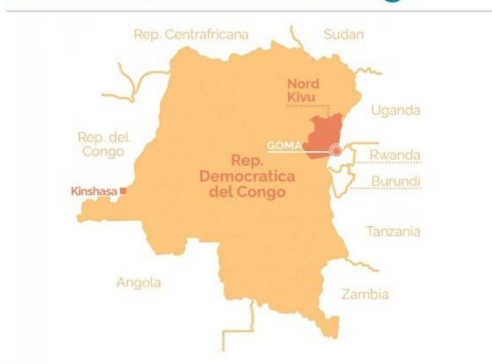 Rep. Centrafricana
Sudan
Nord
Kivu
Uganda
GOMA
Rep. del
Congo
Rwanda
Rep.
Democratica
del Congo
Burundi
Kinshasa
Tanzania
Angola
Zambia